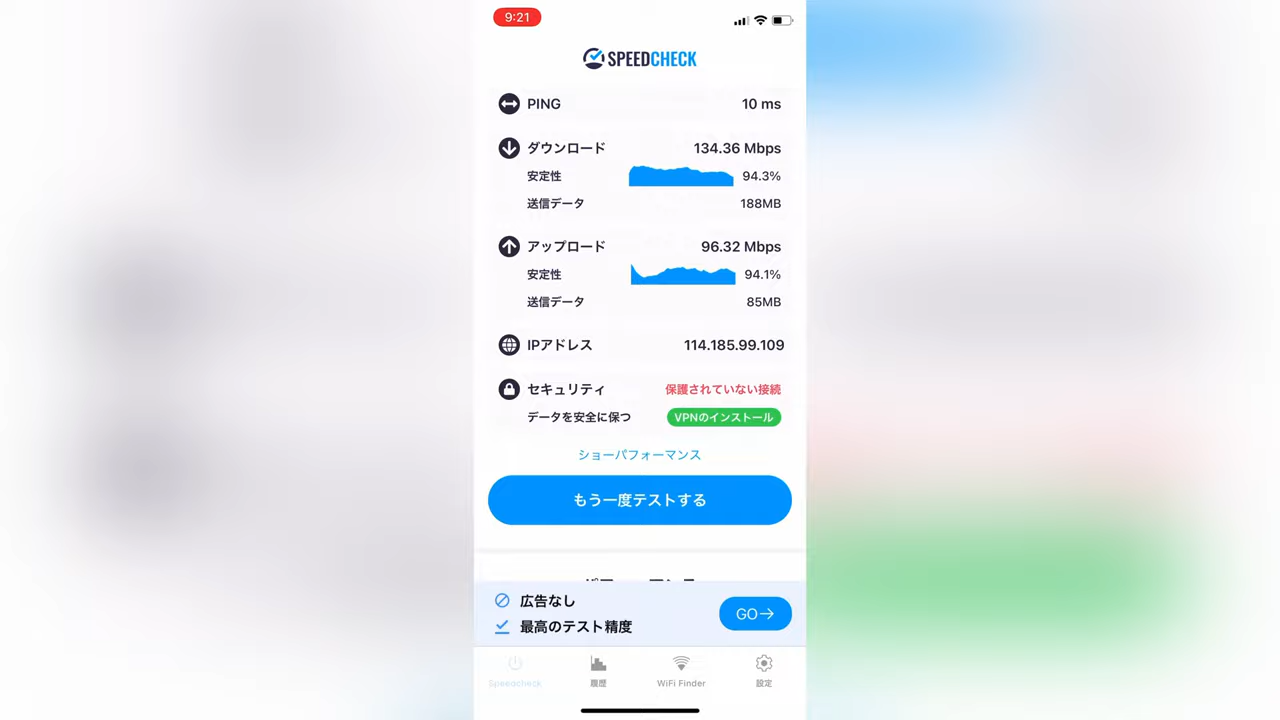 9:21
SPEEDCHECK
PING 10 ms
ダウンロード 134.36 Mbps
安定性 94.3%
送信データ 188MB
アップロード 96.32 Mbps
安定性 94.1%
送信データ 85MB
IPアドレス 114.185.99.109
セキュリティ 保護されていない接続
データを安全に保つ VPNのインストール
ショーパフォーマンス
もう一度テストする
広告なし
最高のテスト精度
GO→
Speedcheck 履歴 WiFi Finder 設定